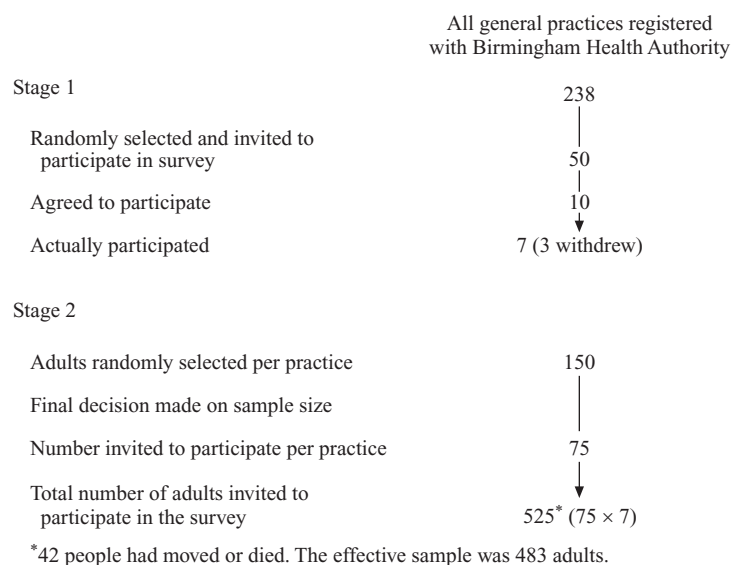 All general practices registered
with Birmingham Health Authority
Stage 1
238
Randomly selected and invited to
participate in survey
50
Agreed to participate
10
Actually participated
7 (3 withdrew)
Stage 2
Adults randomly selected per practice
150
Final decision made on sample size
Number invited to participate per practice
75
Total number of adults invited to
participate in the survey
525* (75 × 7)
*42 people had moved or died. The effective sample was 483 adults.